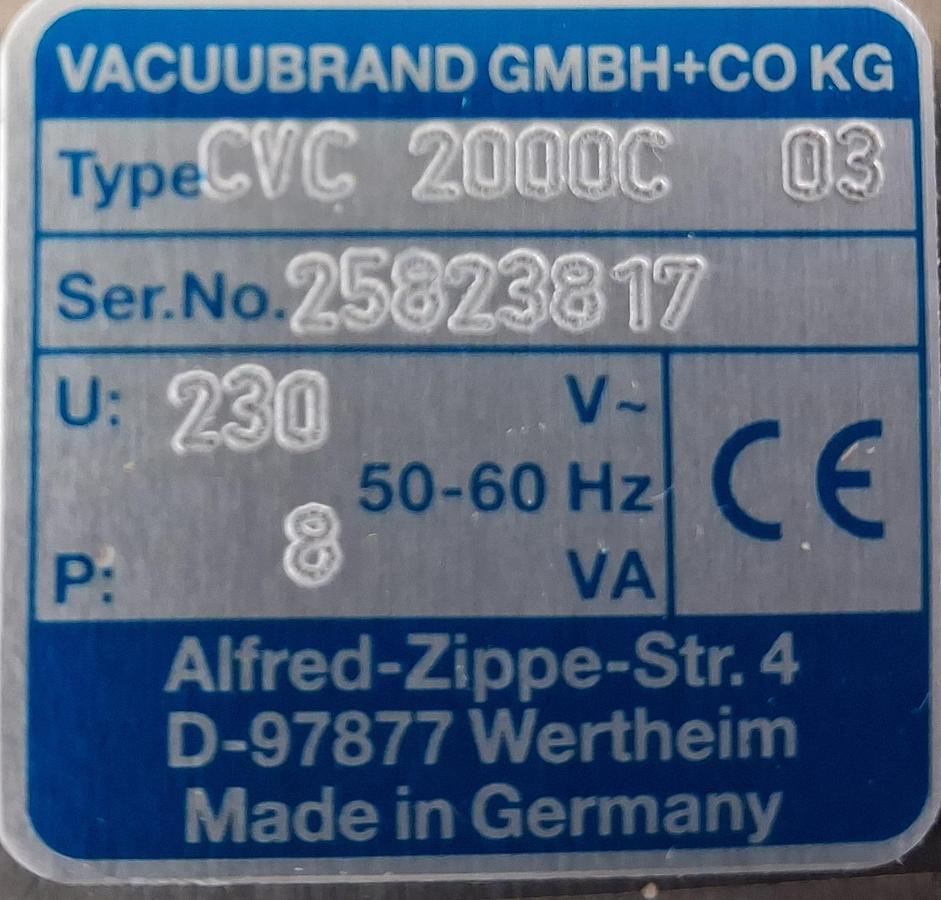 VACUUBRAND GMBH+CO KG
Type CVC 2000C 03
Ser.No. 25823817
U: 230 V~
50-60 Hz
P: 8 VA
CE
Alfred-Zippe-Str. 4
D-97877 Wertheim
Made in Germany